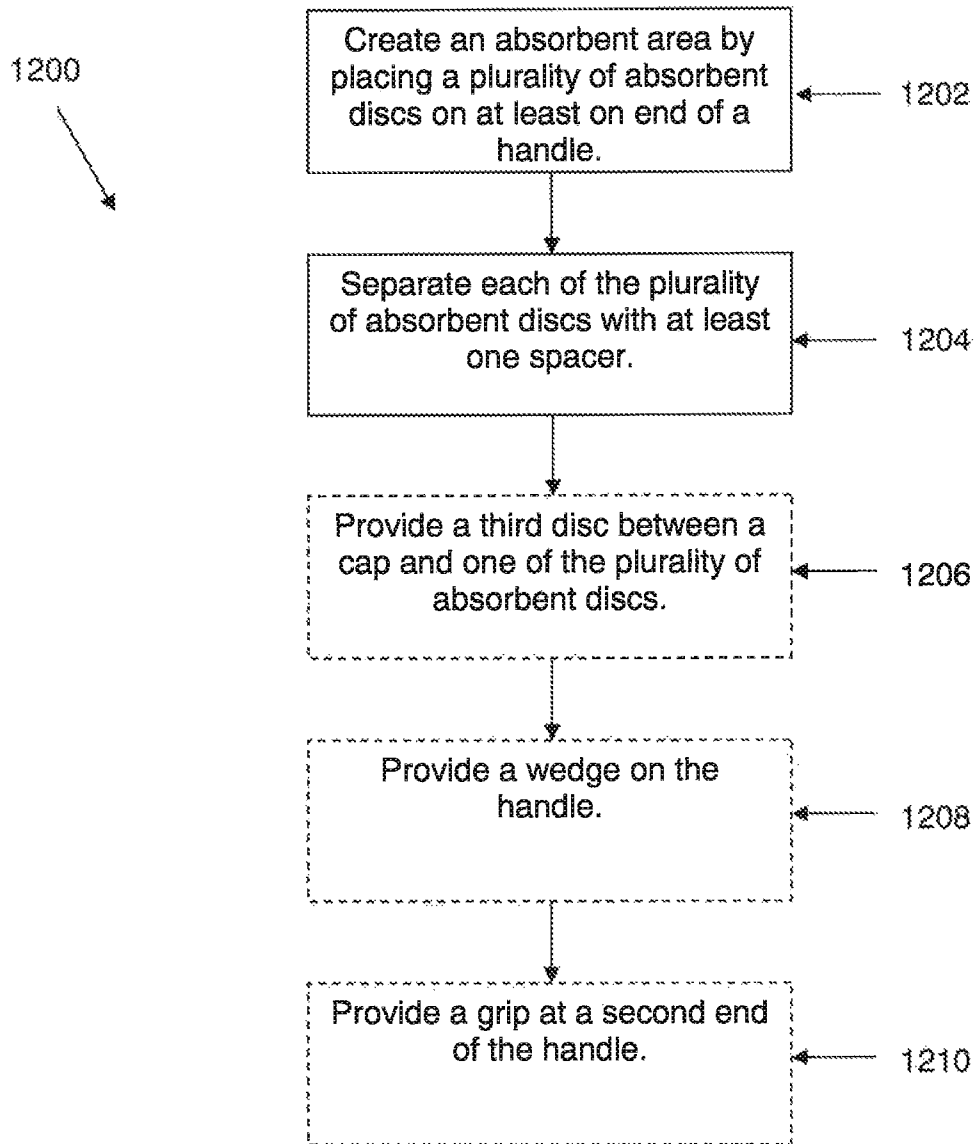 1200
Create an absorbent area by
placing a plurality of absorbent
discs on at least on end of a
handle.
1202
Separate each of the plurality
of absorbent discs with at least
one spacer.
1204
Provide a third disc between a
cap and one of the plurality of
absorbent discs.
1206
Provide a wedge on the
handle.
1208
Provide a grip at a second end
of the handle.
1210